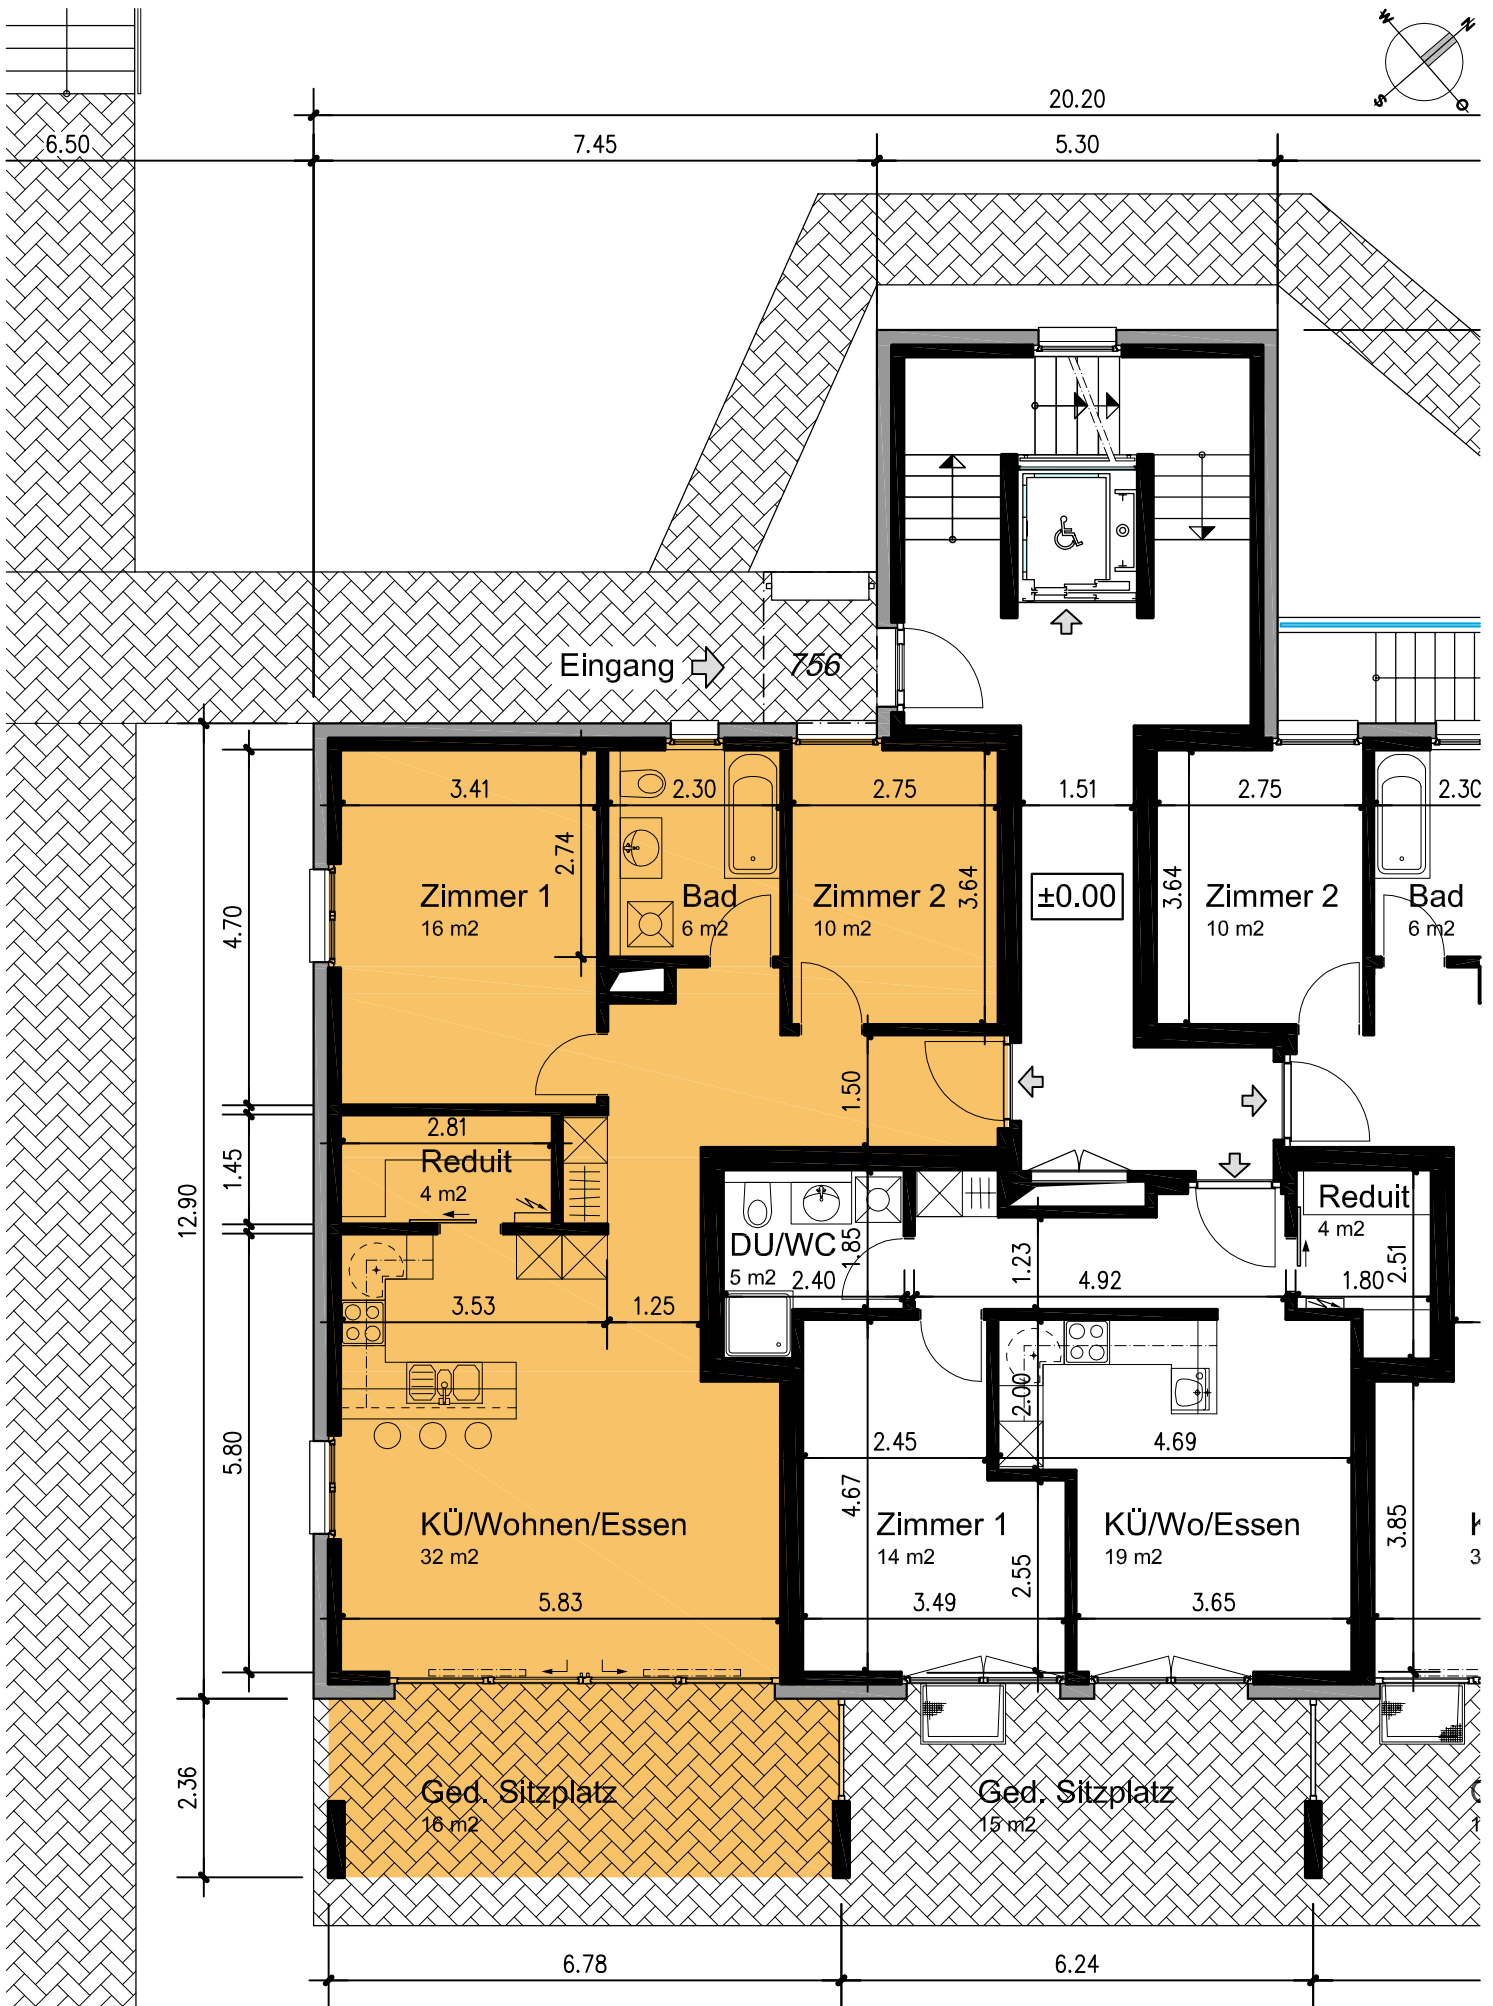 W
N
S
O
20.20
6.50
7.45
5.30
Eingang
756
3.41
2.30
2.75
1.51
2.75
2.30
2.74
3.64
3.64
Zimmer 1
16 m2
Bad
6 m2
Zimmer 2
10 m2
±0.00
Zimmer 2
10 m2
Bad
6 m2
4.70
1.50
2.81
Reduit
4 m2
1.45
12.90
Reduit
4 m2
DU/WC
5 m2
1.85
2.40
1.23
4.92
1.80
2.51
3.53
1.25
2.00
2.45
4.69
5.80
4.67
3.85
KÜ/Wohnen/Essen
32 m2
Zimmer 1
14 m2
KÜ/Wo/Essen
19 m2
2.55
5.83
3.49
3.65
2.36
Ged. Sitzplatz
16 m2
Ged. Sitzplatz
15 m2
6.78
6.24